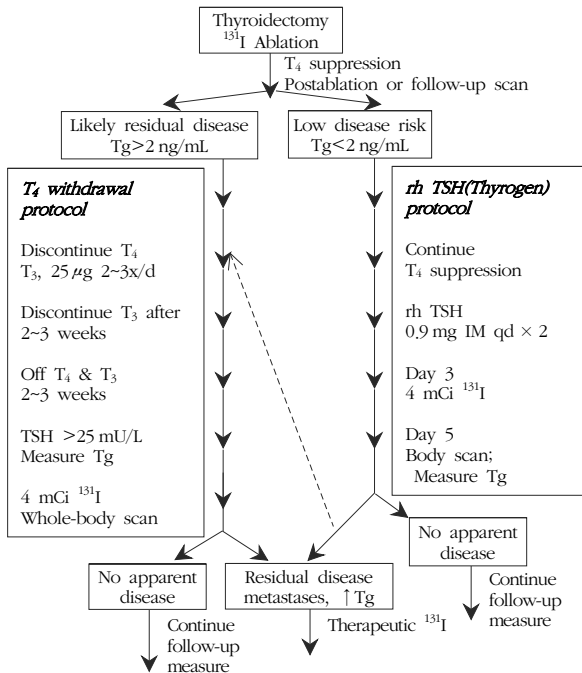 Thyroidectomy
¹³¹I Ablation
T₄ suppression
Postablation or follow-up scan
Likely residual disease
Tg>2 ng/mL
Low disease risk
Tg<2 ng/mL
T₄ withdrawal
protocol
Discontinue T₄
T₃, 25 μg 2~3x/d
Discontinue T₃ after
2~3 weeks
Off T₄ & T₃
2~3 weeks
TSH >25 mU/L
Measure Tg
4 mCi ¹³¹I
Whole-body scan
rh TSH(Thyrogen)
protocol
Continue
T₄ suppression
rh TSH
0.9 mg IM qd × 2
Day 3
4 mCi ¹³¹I
Day 5
Body scan;
Measure Tg
No apparent
disease
Continue
follow-up
measure
Residual disease
metastases, ↑Tg
Therapeutic ¹³¹I
No apparent
disease
Continue
follow-up
measure